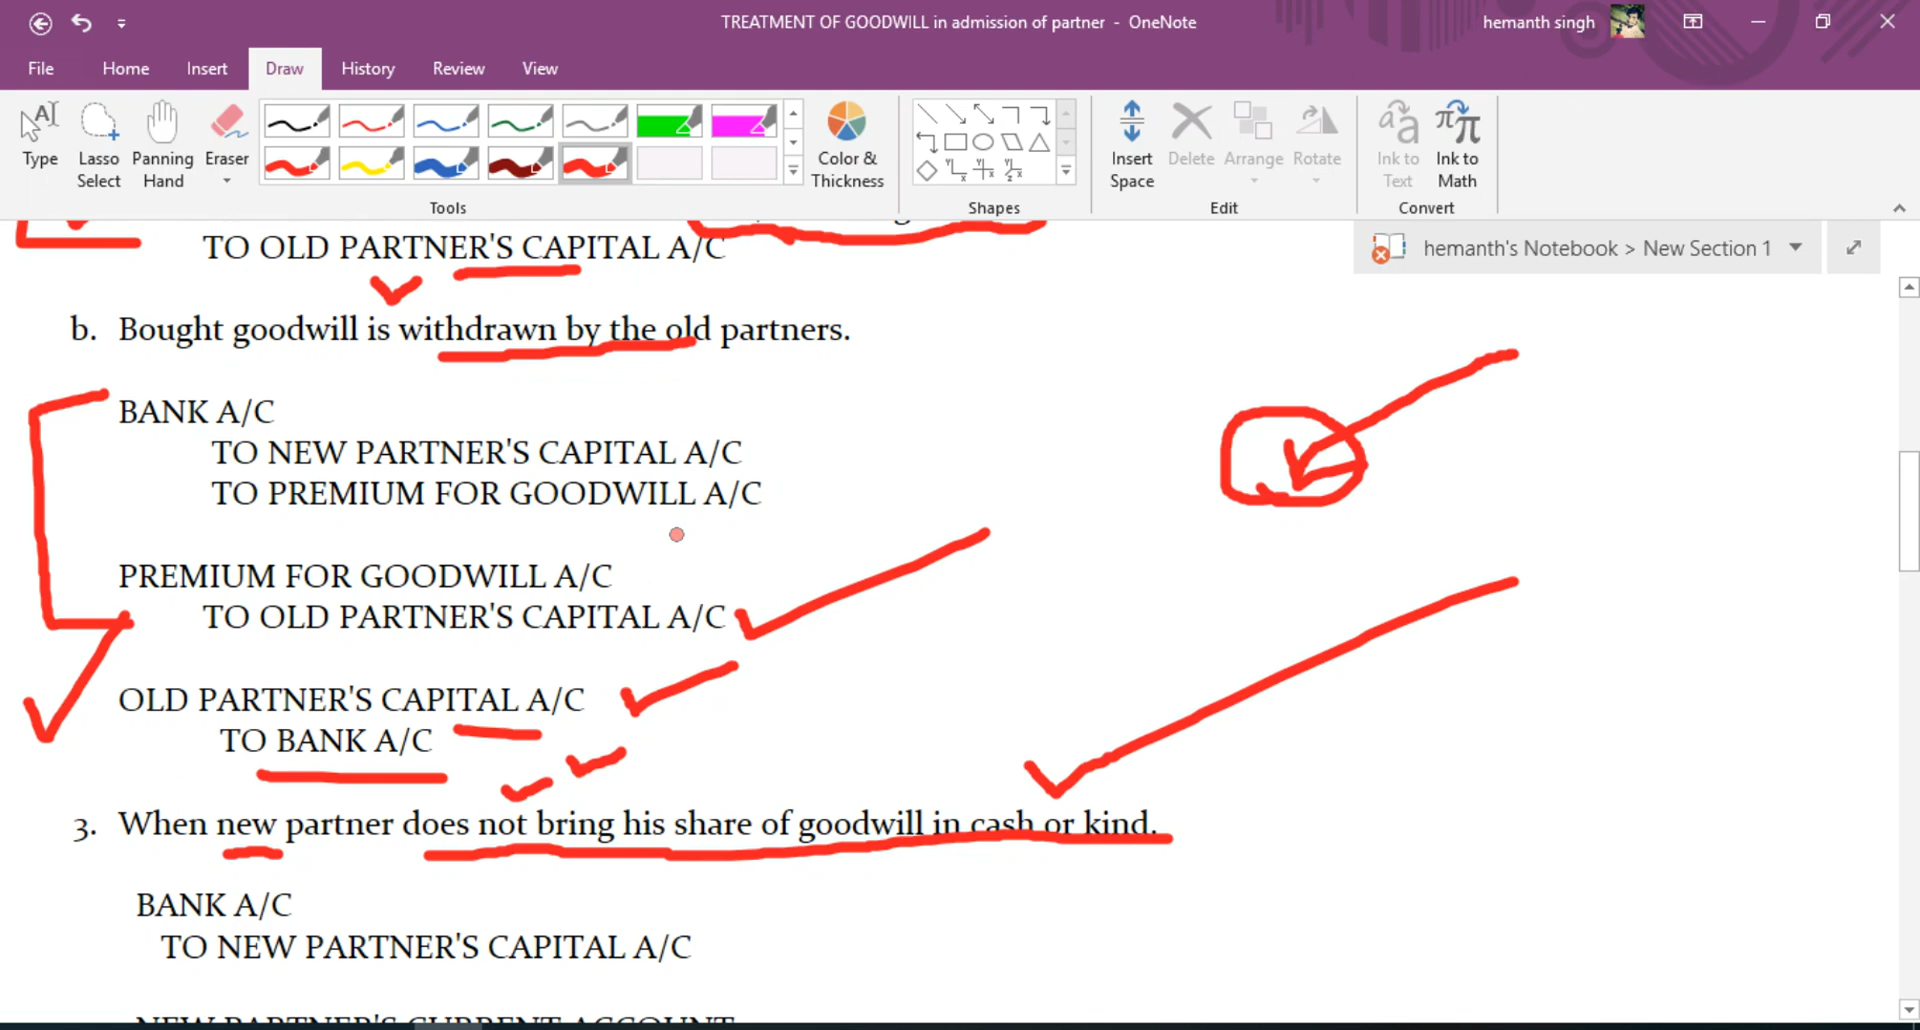 TREATMENT OF GOODWILL in admission of partner - OneNote
hemanth singh
File Home Insert Draw History Review View
Type
Lasso Select
Panning Hand
Eraser
Color & Thickness
Insert Space
Delete
Arrange
Rotate
Ink to Text
Ink to Math
Tools
Shapes
Edit
Convert
hemanth's Notebook > New Section 1
TO OLD PARTNER'S CAPITAL A/C
b. Bought goodwill is withdrawn by the old partners.
BANK A/C
TO NEW PARTNER'S CAPITAL A/C
TO PREMIUM FOR GOODWILL A/C
PREMIUM FOR GOODWILL A/C
TO OLD PARTNER'S CAPITAL A/C
OLD PARTNER'S CAPITAL A/C
TO BANK A/C
3. When new partner does not bring his share of goodwill in cash or kind.
BANK A/C
TO NEW PARTNER'S CAPITAL A/C
NEW PARTNER'S CURRENT ACCOUNT